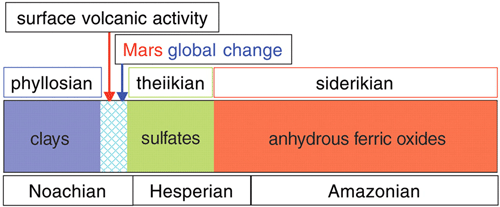 surface volcanic activity
Mars global change
phyllosian theiikian siderikian
clays sulfates anhydrous ferric oxides
Noachian Hesperian Amazonian